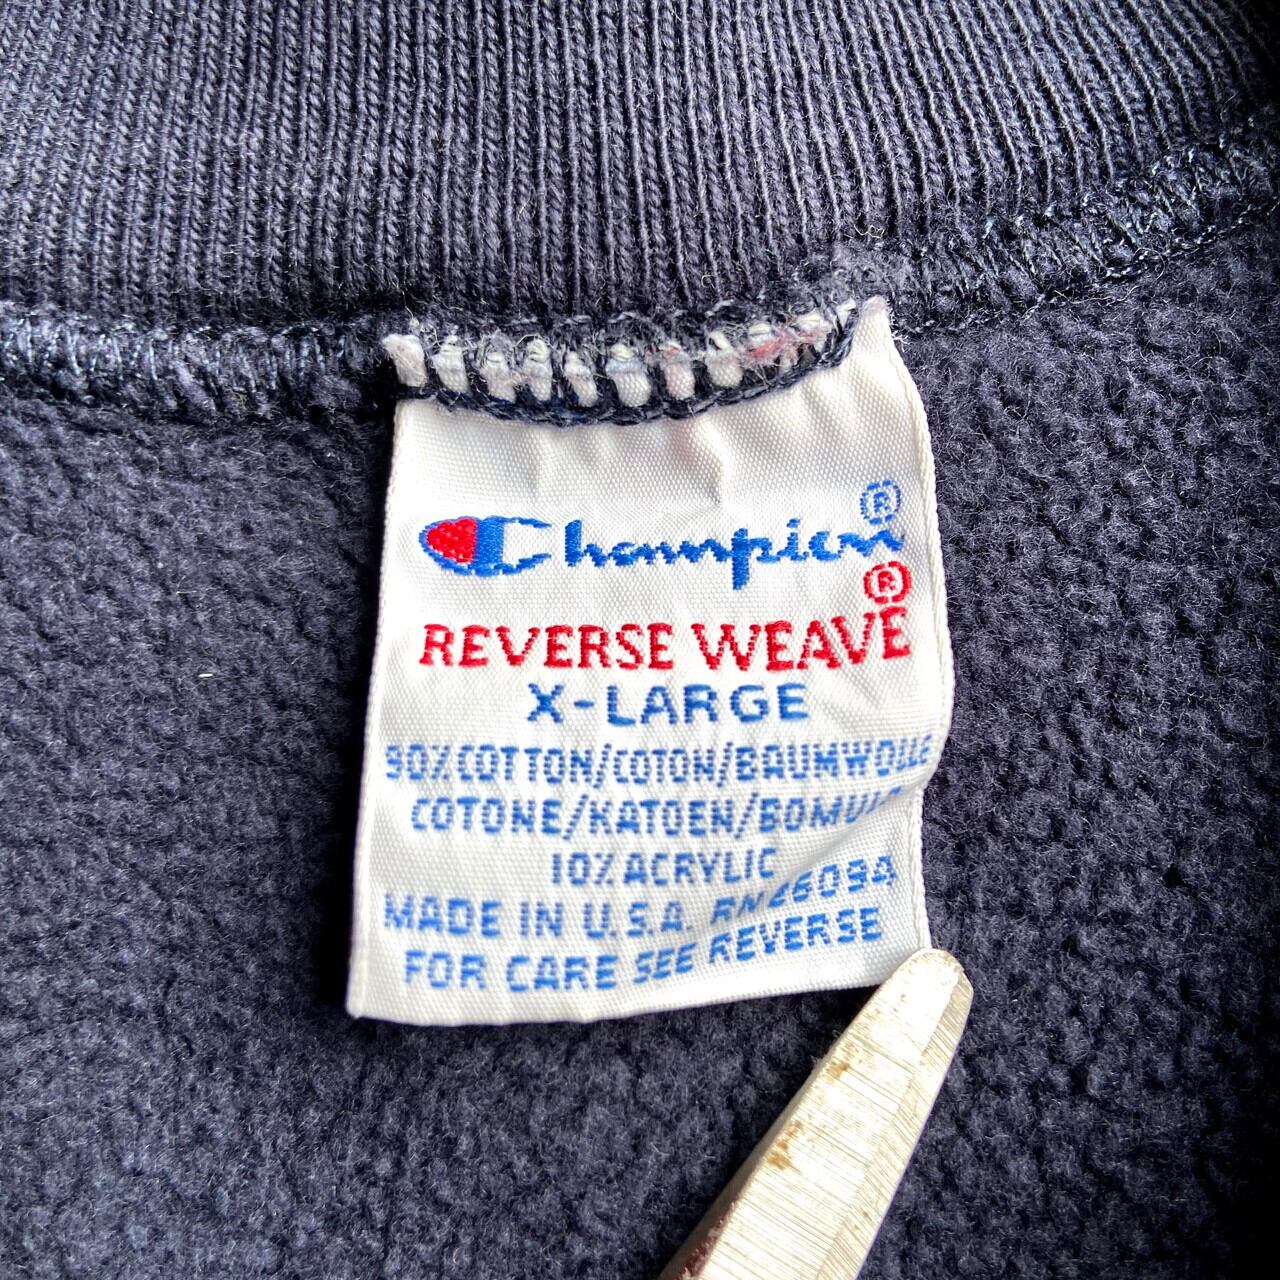 Champion®
REVERSE WEAVE®
X-LARGE
90% COTTON/COTON/BAUMWOLLE
COTONE/KATOEN/
10% ACRYLIC
MADE IN U.S.A. RN26094
FOR CARE SEE REVERSE